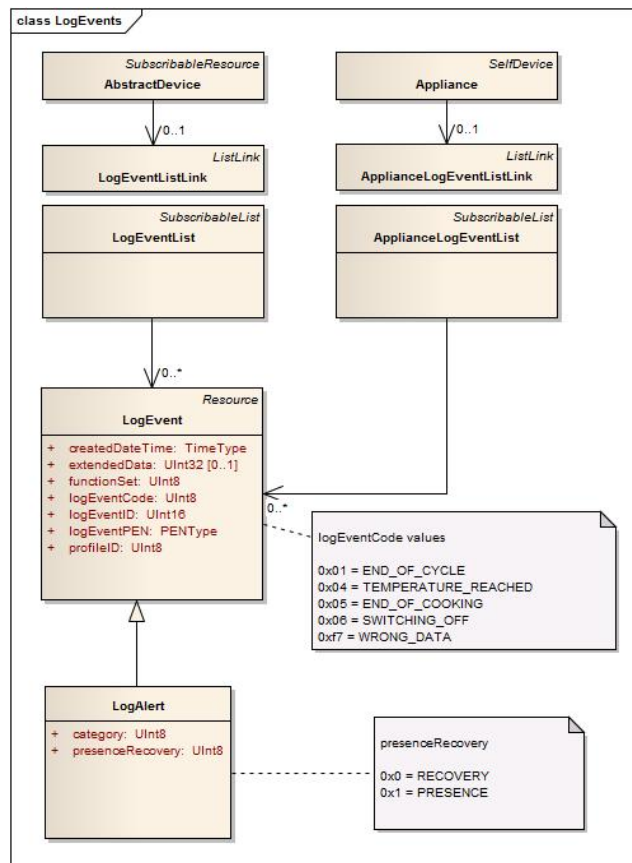 class LogEvents
SubscribableResource
AbstractDevice
SelfDevice
Appliance
0..1
0..1
ListLink
LogEventListLink
ListLink
ApplianceLogEventListLink
SubscribableList
LogEventList
SubscribableList
ApplianceLogEventList
0..*
Resource
LogEvent
+ createdDateTime: TimeType
+ extendedData: UInt32 [0..1]
+ functionSet: UInt8
+ logEventCode: UInt8
+ logEventID: UInt16
+ logEventPEN: PENType
+ profileID: UInt8
0..*
logEventCode values
0x01 = END_OF_CYCLE
0x04 = TEMPERATURE_REACHED
0x05 = END_OF_COOKING
0x06 = SWITCHING_OFF
0xf7 = WRONG_DATA
LogAlert
+ category: UInt8
+ presenceRecovery: UInt8
presenceRecovery
0x0 = RECOVERY
0x1 = PRESENCE